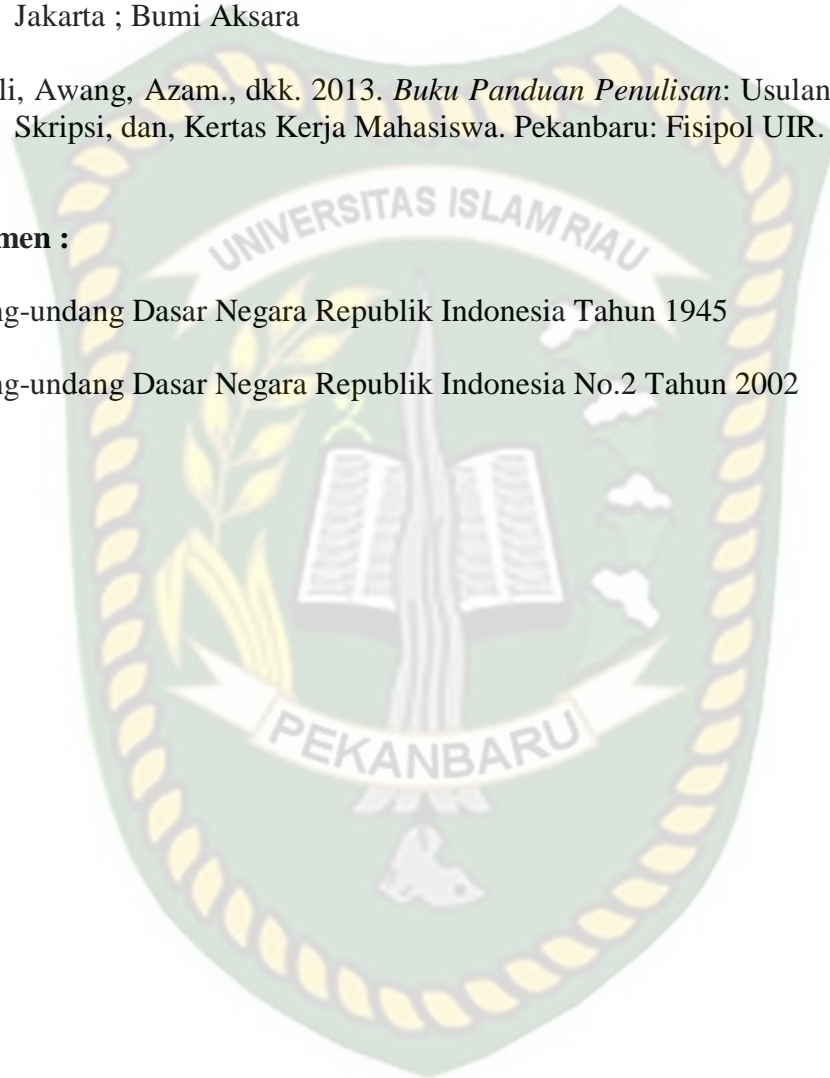 Jakarta ; Bumi Aksara
li, Awang, Azam., dkk. 2013. Buku Panduan Penulisan: Usulan
Skripsi, dan, Kertas Kerja Mahasiswa. Pekanbaru: Fisipol UIR.
UNIVERSITAS ISLAM RIAU
men :
ng-undang Dasar Negara Republik Indonesia Tahun 1945
ng-undang Dasar Negara Republik Indonesia No.2 Tahun 2002
PEKANBARU